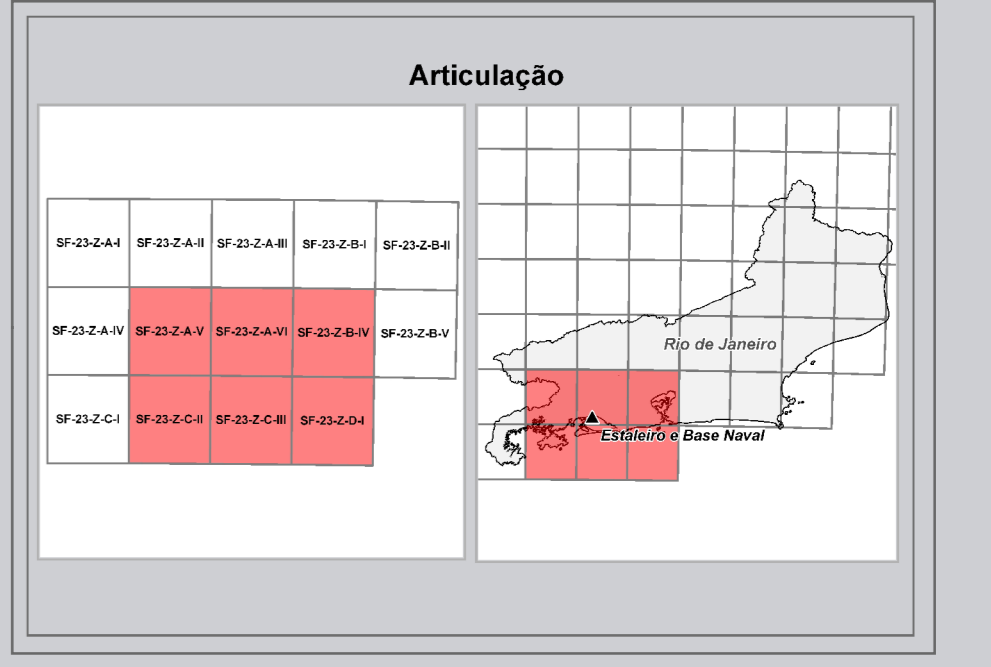 Articulação
SF-23-Z-A-I
SF-23-Z-A-II
SF-23-Z-A-III
SF-23-Z-B-I
SF-23-Z-B-II
SF-23-Z-A-IV
SF-23-Z-A-V
SF-23-Z-A-VI
SF-23-Z-B-IV
SF-23-Z-B-V
SF-23-Z-C-I
SF-23-Z-C-II
SF-23-Z-C-III
SF-23-Z-D-I
Rio de Janeiro
Estaleiro e Base Naval